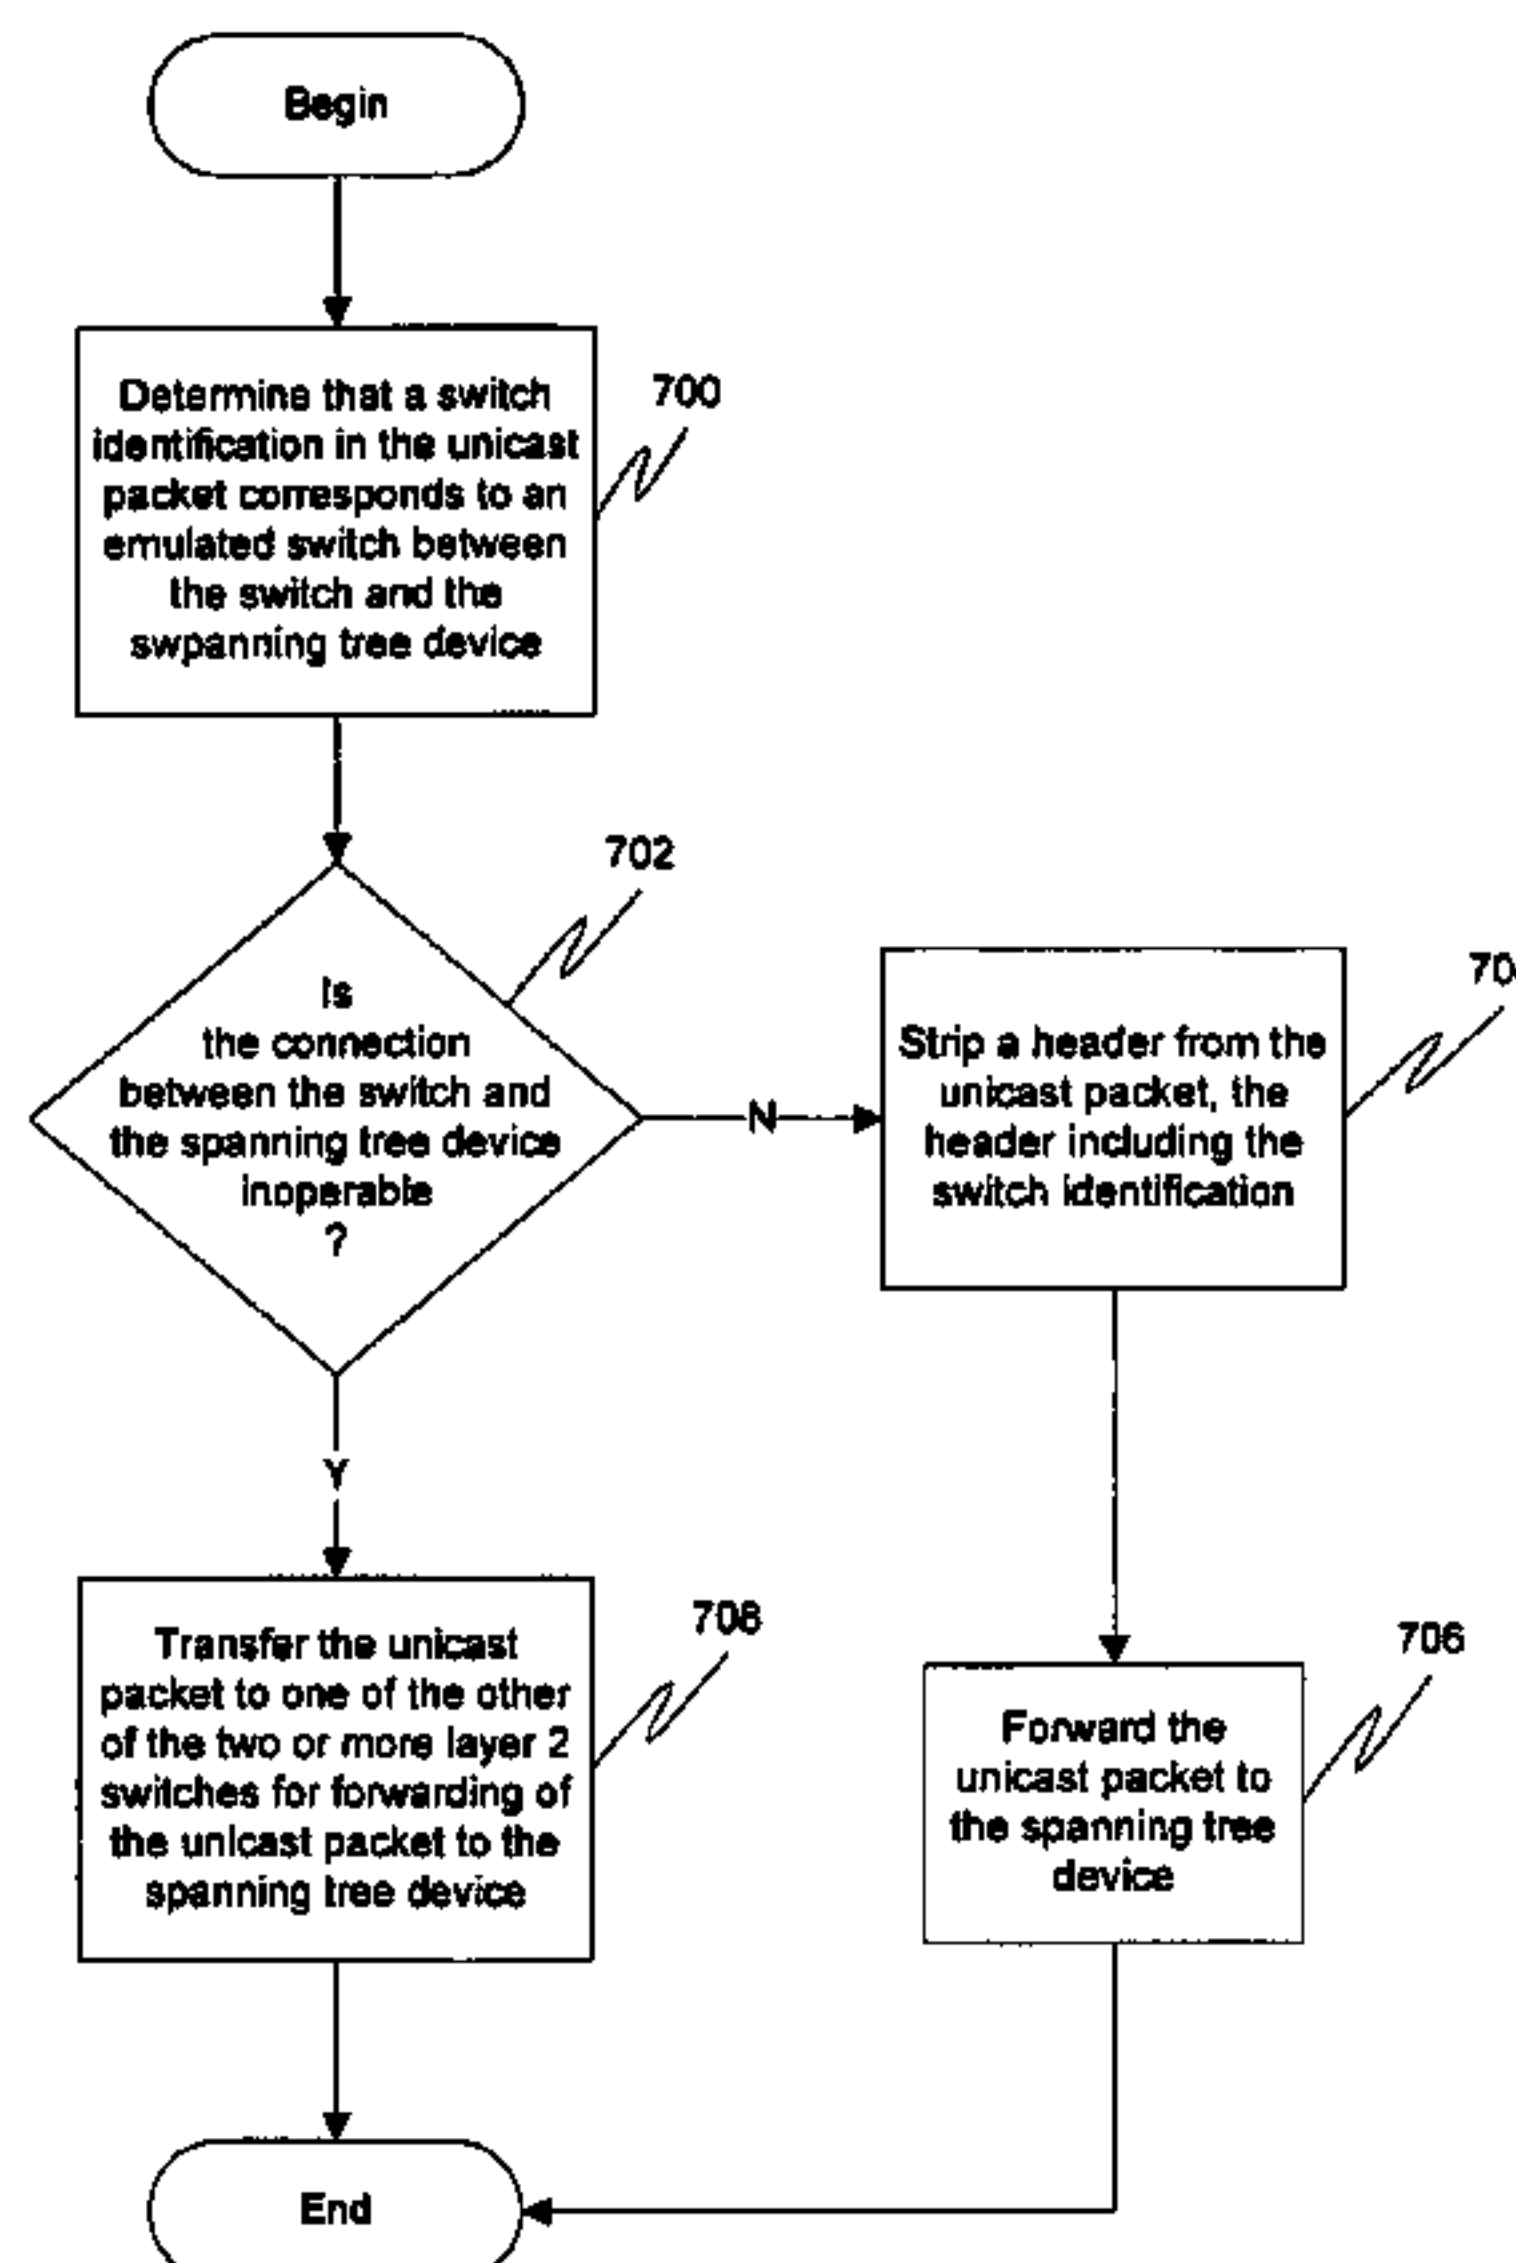 Begin
Determine that a switch
identification in the unicast
packet corresponds to an
emulated switch between
the switch and the
swpanning tree device
700
Is
the connection
between the switch and
the spanning tree device
inoperable
?
702
N
Strip a header from the
unicast packet, the
header including the
switch identification
Y
Transfer the unicast
packet to one of the other
of the two or more layer 2
switches for forwarding of
the unicast packet to the
spanning tree device
708
Forward the
unicast packet to
the spanning tree
device
706
End